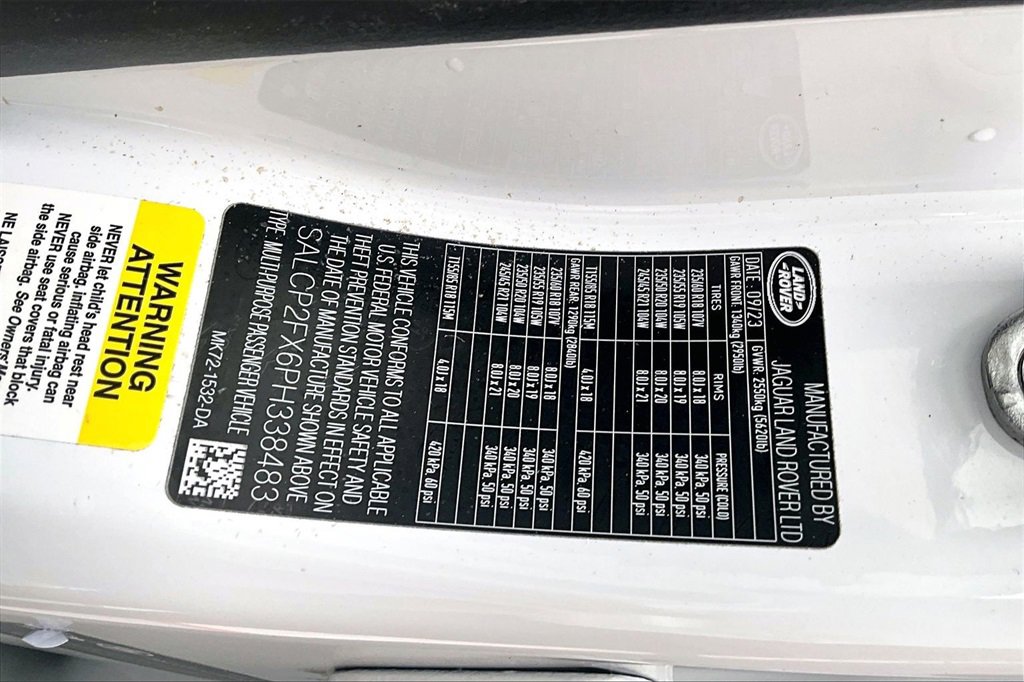 LAND
ROVER
MANUFACTURED BY
JAGUAR LAND ROVER LTD
DATE: 09/23 GVWR: 2550kg (5620lb)
GAWR FRONT: 1340kg (2950lb)
TIRES RIMS PRESSURE (COLD)
235/60 R18 107V 8.0J x 18 340 kPa, 50 psi
235/55 R19 105W 8.0J x 19 340 kPa, 50 psi
235/50 R20 104W 8.0J x 20 340 kPa, 50 psi
245/45 R21 104W 8.0J x 21 340 kPa, 50 psi
T155/85 R18 115M 4.0J x 18 420 kPa, 60 psi
GAWR REAR: 1290kg (2840lb)
235/60 R18 107V 8.0J x 18 340 kPa, 50 psi
235/55 R19 105W 8.0J x 19 340 kPa, 50 psi
235/50 R20 104W 8.0J x 20 340 kPa, 50 psi
245/45 R21 104W 8.0J x 21 340 kPa, 50 psi
T155/85 R18 115M 4.0J x 18 420 kPa, 60 psi
THIS VEHICLE CONFORMS TO ALL APPLICABLE
U.S. FEDERAL MOTOR VEHICLE SAFETY AND
THEFT PREVENTION STANDARDS IN EFFECT ON
THE DATE OF MANUFACTURE SHOWN ABOVE
SALCP2FX6PH338483
TYPE: MULTI-PURPOSE PASSENGER VEHICLE
MK72-1532-DA
WARNING
ATTENTION
NEVER let child's head rest near
side airbag. Inflating airbag can
cause serious or fatal injury.
NEVER use seat covers that block
the side airbag. See Owners'